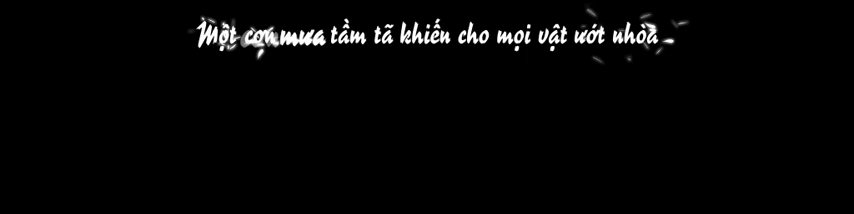 Một cơn mưa tầm tã khiến cho mọi vật ướt nhòa